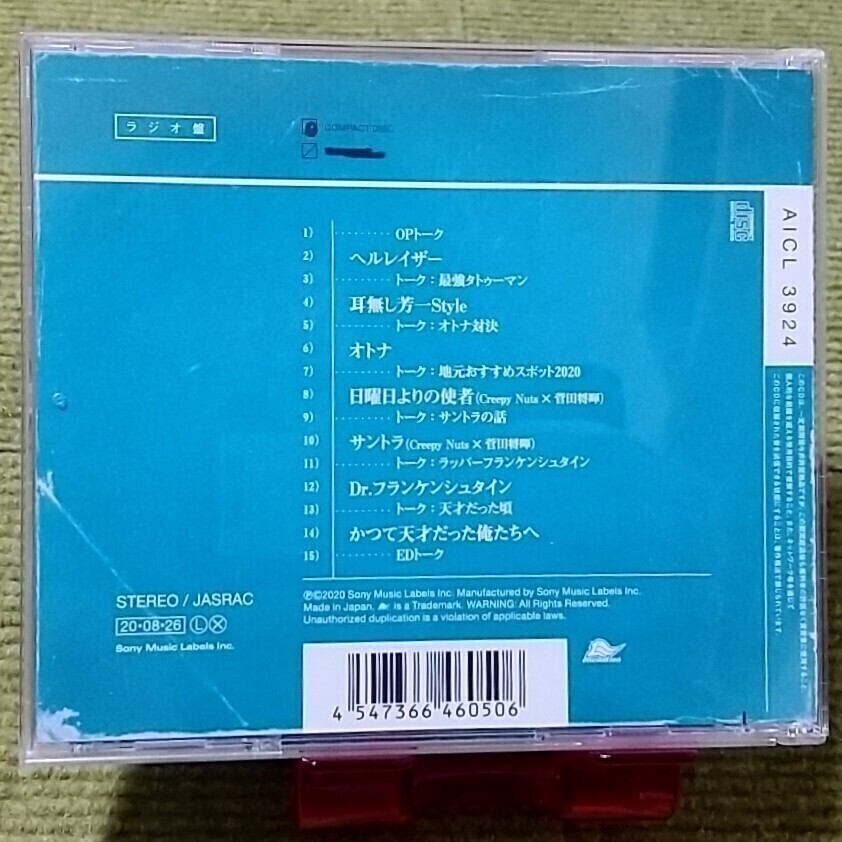 ラジオ盤
COMPACT DISC
disc
AICL 3924
1) ········ OPトーク
2) ヘルレイザー
3) ········ トーク：最強タトゥーマン
4) 耳無し芳一Style
5) ········ トーク：オトナ対決
6) オトナ
7) ········ トーク：地元おすすめスポット2020
8) 日曜日よりの使者(Creepy Nuts × 菅田将暉)
9) ········ トーク：サントラの話
10) サントラ(Creepy Nuts × 菅田将暉)
11) ········ トーク：ラッパーフランケンシュタイン
12) Dr.フランケンシュタイン
13) ········ トーク：天才だった頃
14) かつて天才だった俺たちへ
15) ········ EDトーク
STEREO / JASRAC
20·08·26 Ⓛ Ⓧ
Sony Music Labels Inc.
Ⓟ©2020 Sony Music Labels Inc. Manufactured by Sony Music Labels Inc.
Made in Japan. is a Trademark. WARNING: All Rights Reserved.
Unauthorized duplication is a violation of applicable laws.
4 547366 460506